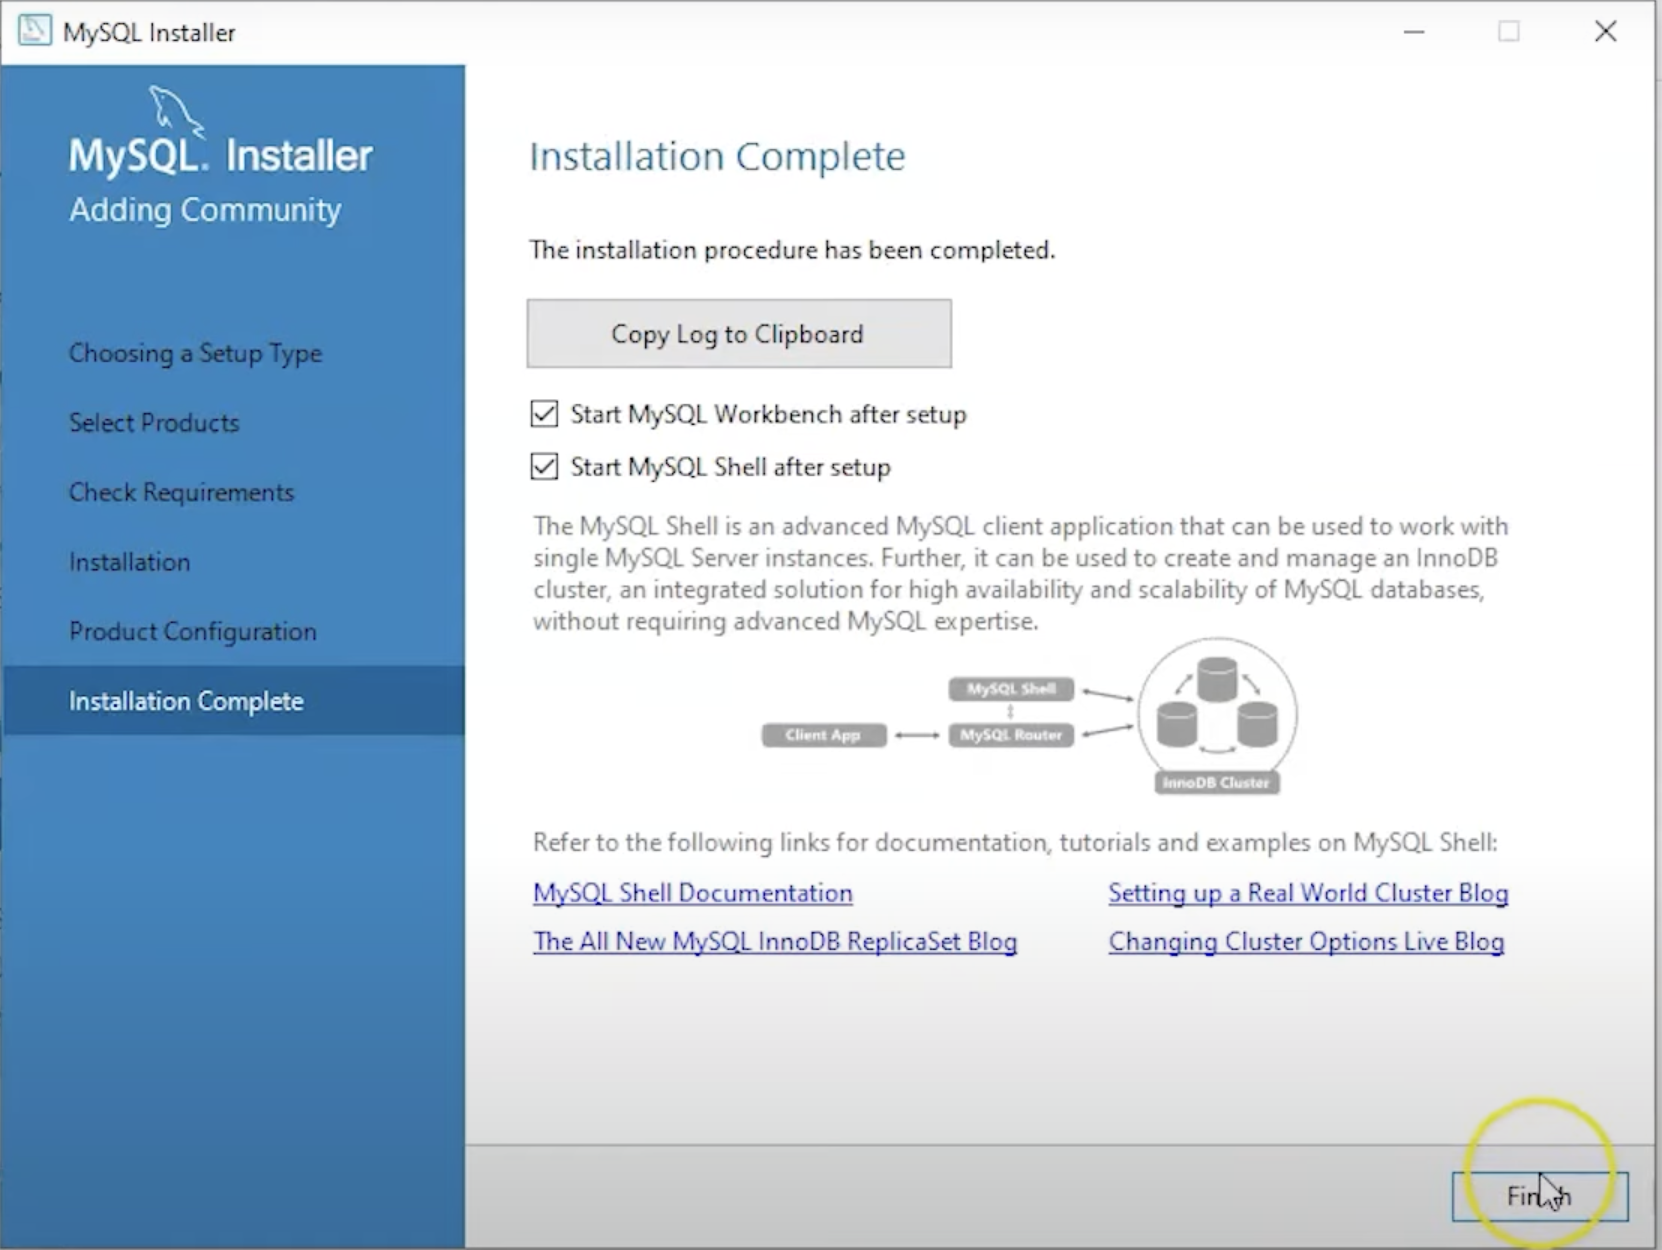 MySQL Installer
MySQL. Installer
Adding Community
Choosing a Setup Type
Select Products
Check Requirements
Installation
Product Configuration
Installation Complete
Installation Complete
The installation procedure has been completed.
Copy Log to Clipboard
Start MySQL Workbench after setup
Start MySQL Shell after setup
The MySQL Shell is an advanced MySQL client application that can be used to work with
single MySQL Server instances. Further, it can be used to create and manage an InnoDB
cluster, an integrated solution for high availability and scalability of MySQL databases,
without requiring advanced MySQL expertise.
MySQL Shell
Client App
MySQL Router
InnoDB Cluster
Refer to the following links for documentation, tutorials and examples on MySQL Shell:
MySQL Shell Documentation
Setting up a Real World Cluster Blog
The All New MySQL InnoDB ReplicaSet Blog
Changing Cluster Options Live Blog
Finish